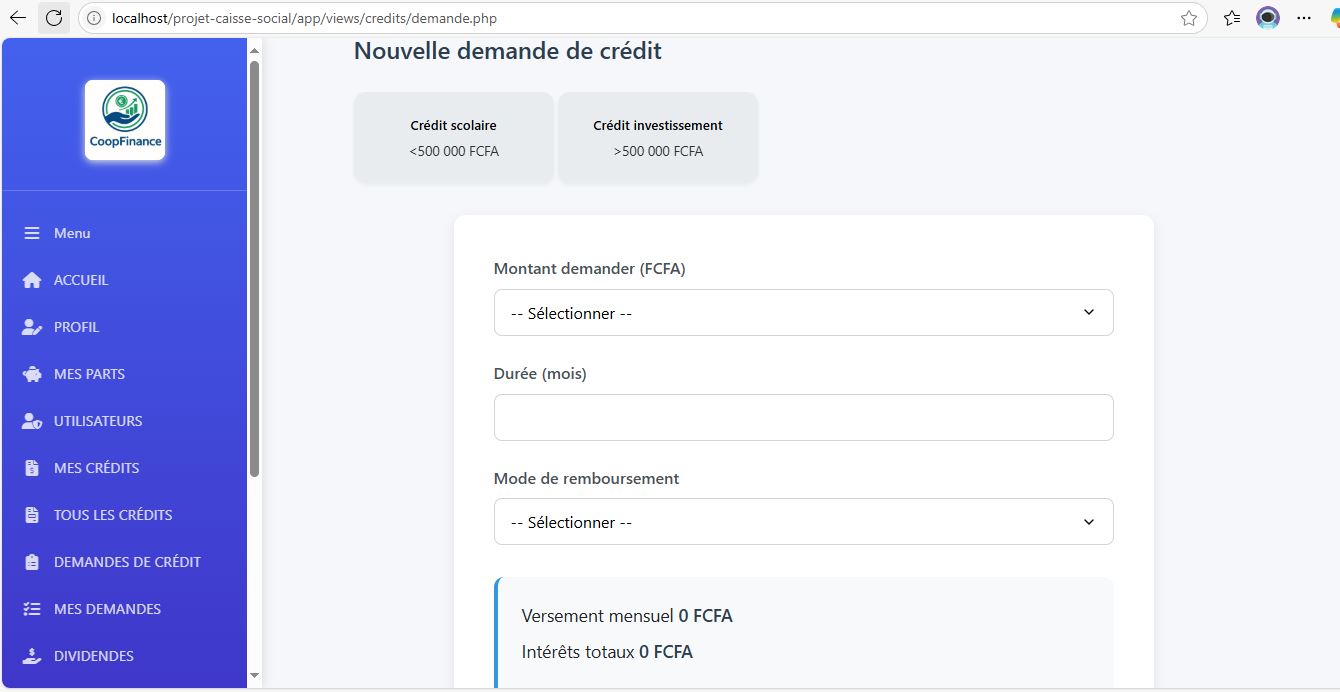 localhost/projet-caisse-social/app/views/credits/demande.php
CoopFinance
Menu
ACCUEIL
PROFIL
MES PARTS
UTILISATEURS
MES CRÉDITS
TOUS LES CRÉDITS
DEMANDES DE CRÉDIT
MES DEMANDES
DIVIDENDES
Nouvelle demande de crédit
Crédit scolaire
<500 000 FCFA
Crédit investissement
>500 000 FCFA
Montant demander (FCFA)
-- Sélectionner --
Durée (mois)
Mode de remboursement
-- Sélectionner --
Versement mensuel 0 FCFA
Intérêts totaux 0 FCFA